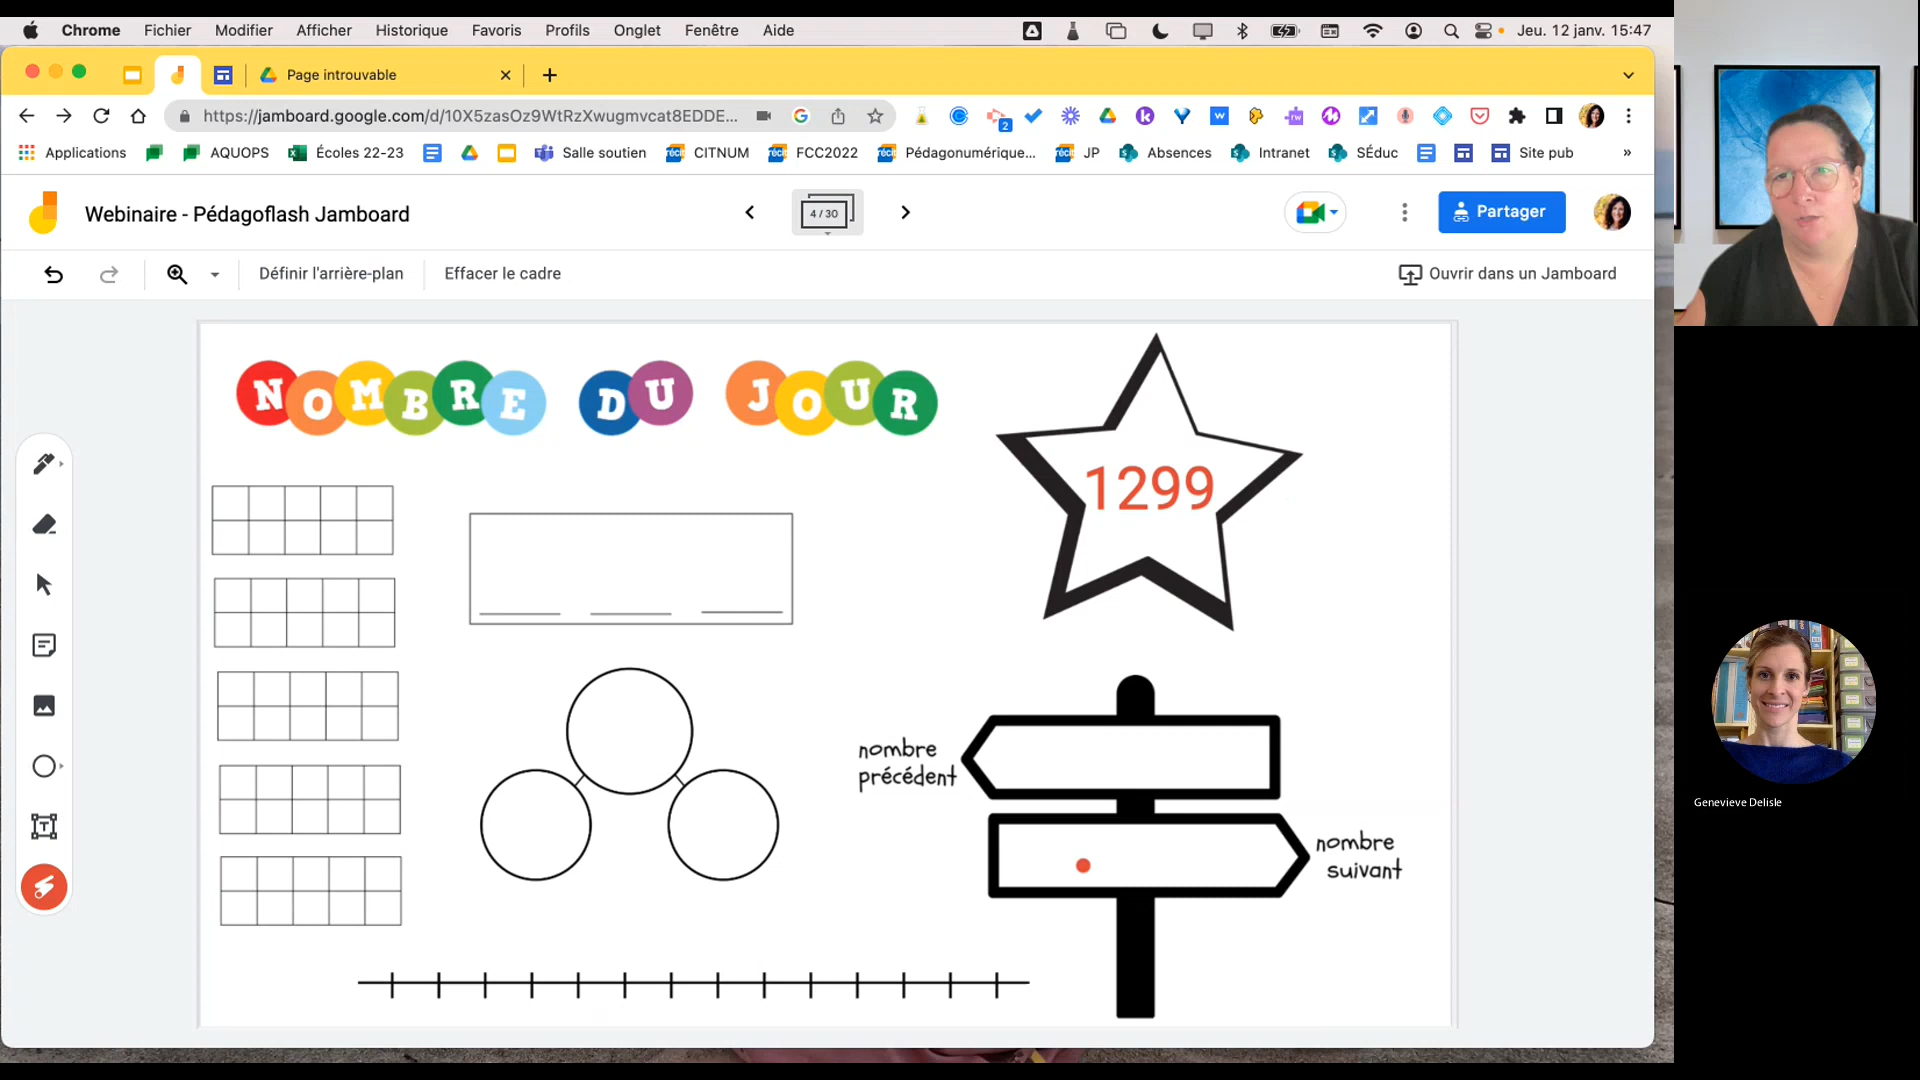 Chrome Fichier Modifier Afficher Historique Favoris Profils Onglet Fenêtre Aide Jeu. 12 janv. 15:47
Page introuvable
https://jamboard.google.com/d/10X5zasOz9WtRzXwugmvcat8EDDE... 2
Applications AQUOPS Écoles 22-23 Salle soutien CITNUM FCC2022 Pédagonumérique... JP Absences Intranet SÉduc Site pub »
Webinaire - Pédagoflash Jamboard 4 / 30 Partager
Définir l'arrière-plan Effacer le cadre Ouvrir dans un Jamboard
NOMBRE DU JOUR
1299
nombre
précédent
nombre
suivant
Genevieve Delisle